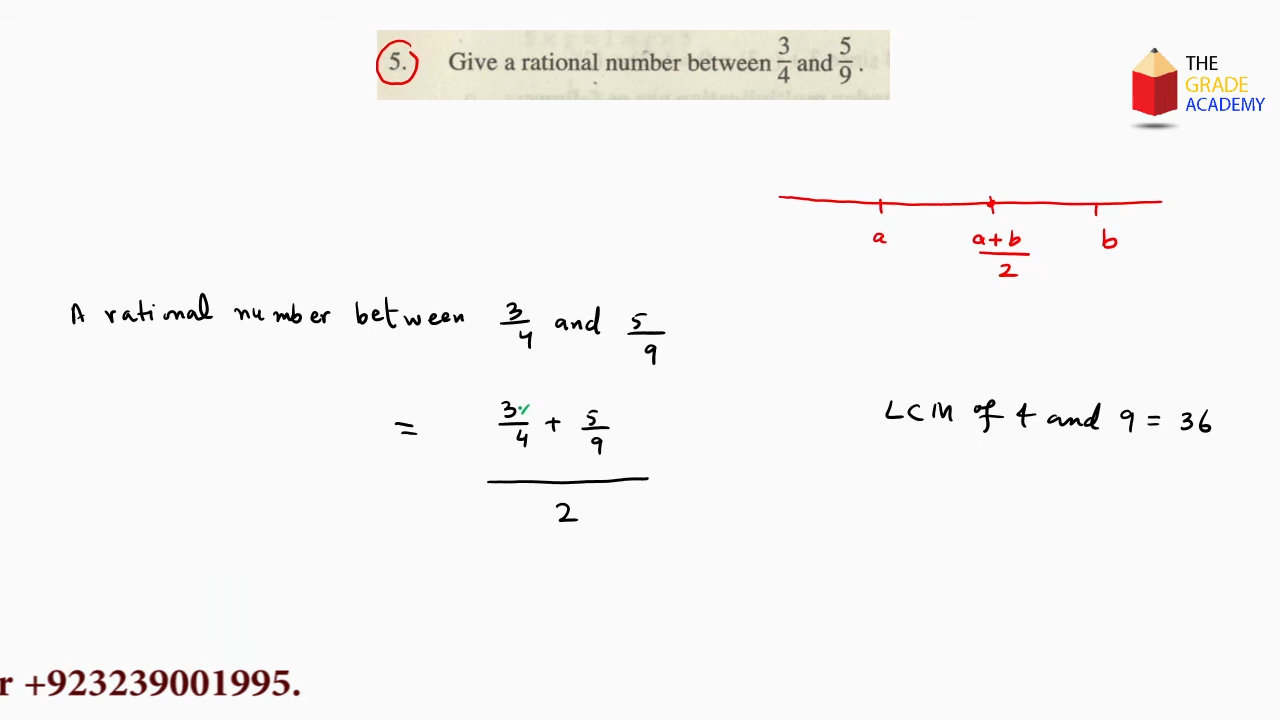 5. Give a rational number between 3/4 and 5/9.
THE
GRADE
ACADEMY
a
a+b/2
b
A rational number between 3/4 and 5/9
= 3×/4 + 5/9
2
LCM of 4 and 9 = 36
r +923239001995.